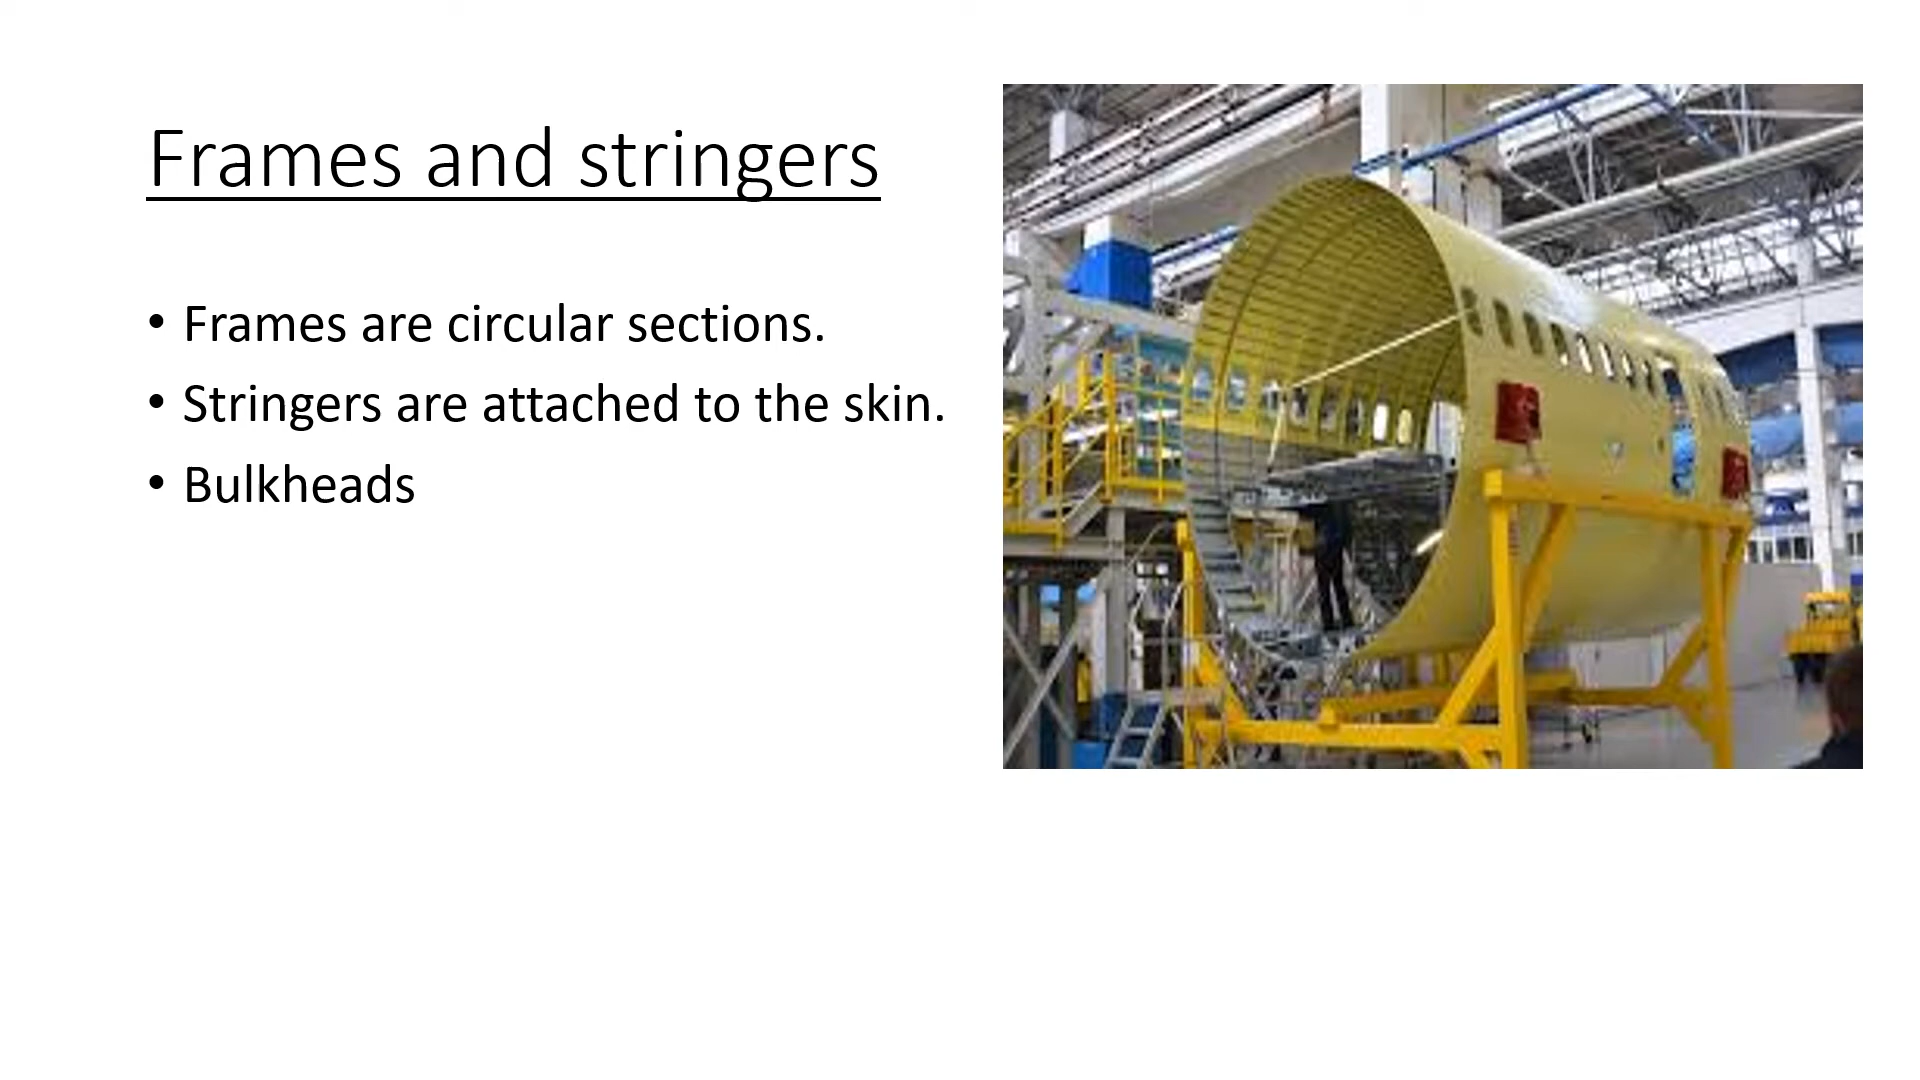 Frames and stringers
• Frames are circular sections.
• Stringers are attached to the skin.
• Bulkheads